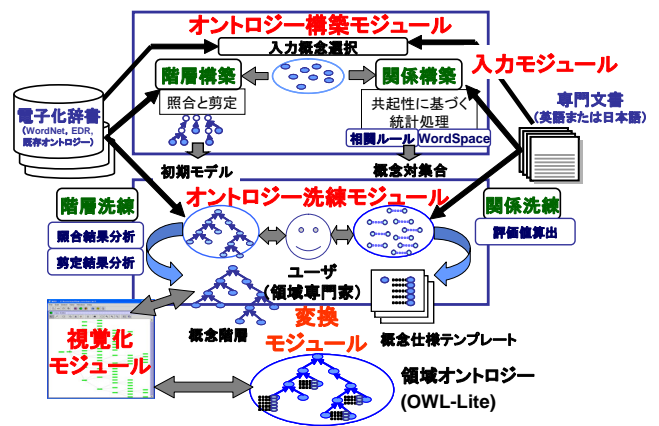 オントロジー構築モジュール
入力概念選択
入力モジュール
階層構築
関係構築
照合と剪定
共起性に基づく
統計処理
相関ルール
WordSpace
電子化辞書
(WordNet, EDR,
既存オントロジー)
専門文書
(英語または日本語)
初期モデル
概念対集合
オントロジー洗練モジュール
階層洗練
関係洗練
照合結果分析
剪定結果分析
評価値算出
ユーザ
(領域専門家)
概念階層
概念仕様テンプレート
変換
モジュール
視覚化
モジュール
領域オントロジー
(OWL-Lite)